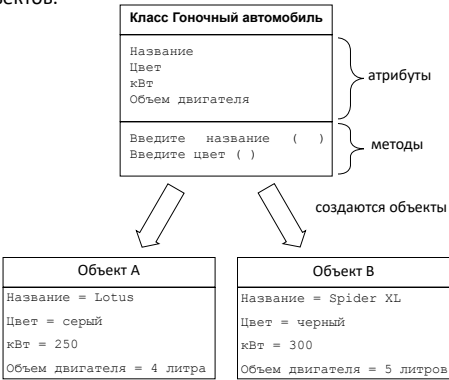 Класс Гоночный автомобиль
Название
Цвет
кВт
Объем двигателя
атрибуты
Введите название ( )
Введите цвет ( )
методы
создаются объекты
Объект А
Название = Lotus
Цвет = серый
кВт = 250
Объем двигателя = 4 литра
Объект В
Название = Spider XL
Цвет = черный
кВт = 300
Объем двигателя = 5 литров